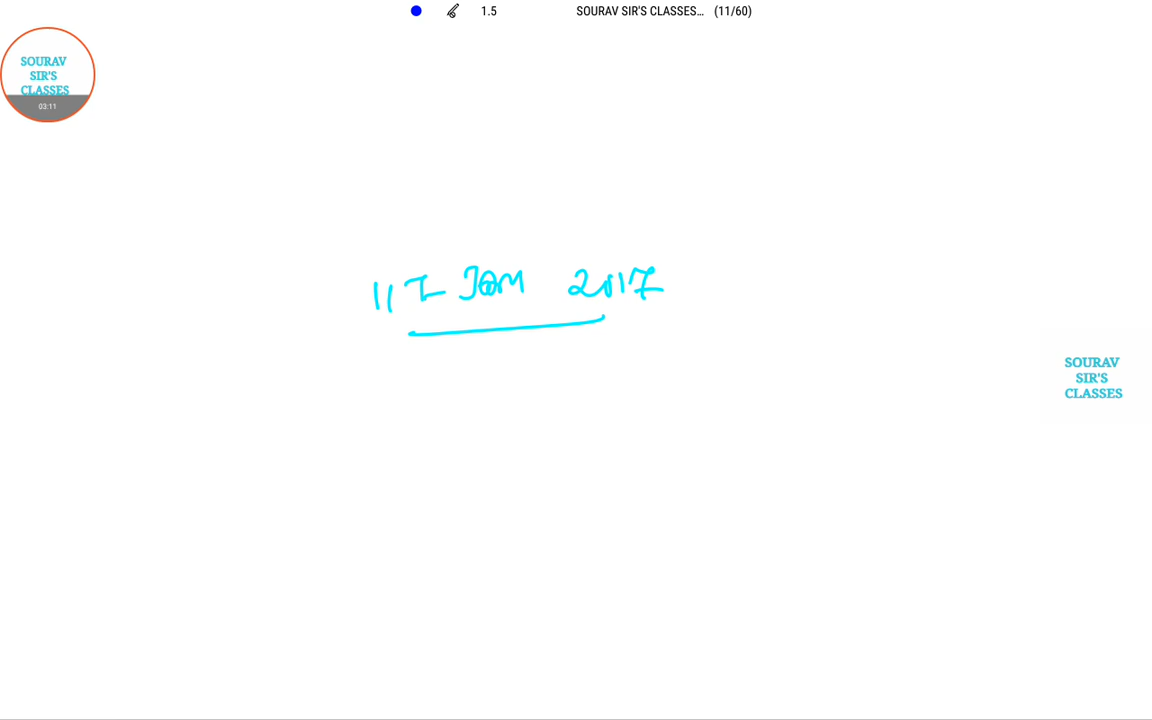 1.5 SOURAV SIR'S CLASSES... (11/60)
SOURAV
SIR'S
CLASSES
03:11
IIT JAM 2017
SOURAV
SIR'S
CLASSES